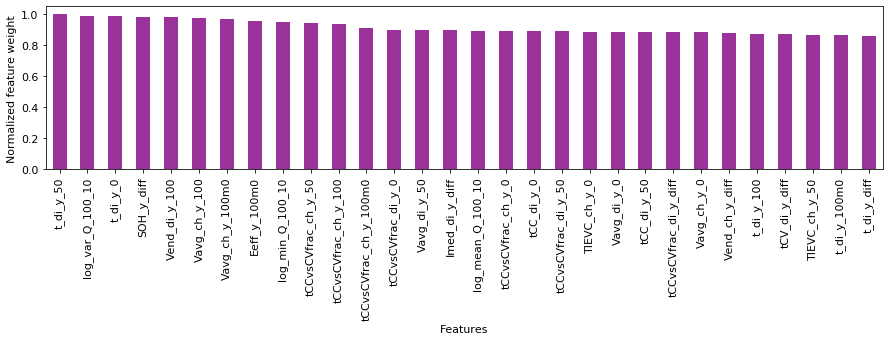 Normalized feature weight
1.0
0.8
0.6
0.4
0.2
0.0
t_di_y_50
log_var_Q_100_10
t_di_y_0
SOH_y_diff
Vend_di_y_100
Vavg_ch_y_100
Vavg_ch_y_100m0
Eeff_y_100m0
log_min_Q_100_10
tCCvsCVfrac_ch_y_50
tCCvsCVfrac_ch_y_100
tCCvsCVfrac_ch_y_100m0
tCCvsCVfrac_di_y_0
Vavg_di_y_50
Imed_di_y_diff
log_mean_Q_100_10
tCCvsCVfrac_ch_y_0
tCC_di_y_0
tCCvsCVfrac_di_y_50
TIEVC_ch_y_0
Vavg_di_y_0
tCC_di_y_50
tCCvsCVfrac_di_y_diff
Vavg_ch_y_0
Vend_ch_y_diff
t_di_y_100
tCV_di_y_diff
TIEVC_ch_y_50
t_di_y_100m0
t_di_y_diff
Features